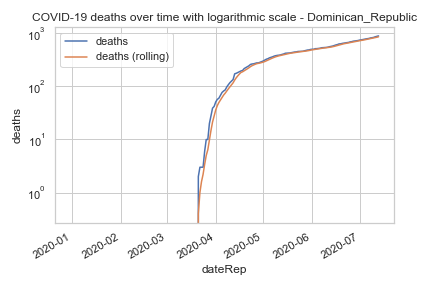 COVID-19 deaths over time with logarithmic scale - Dominican_Republic
deaths
deaths (rolling)
10³
10²
10¹
10⁰
deaths
2020-01
2020-02
2020-03
2020-04
2020-05
2020-06
2020-07
dateRep